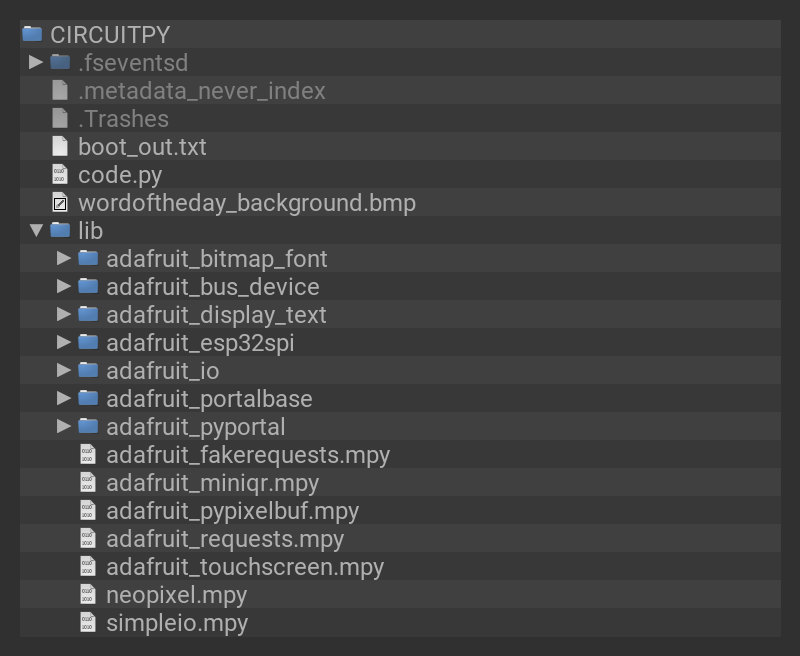 CIRCUITPY
.fseventsd
.metadata_never_index
.Trashes
boot_out.txt
code.py
wordoftheday_background.bmp
lib
adafruit_bitmap_font
adafruit_bus_device
adafruit_display_text
adafruit_esp32spi
adafruit_io
adafruit_portalbase
adafruit_pyportal
adafruit_fakerequests.mpy
adafruit_miniqr.mpy
adafruit_pypixelbuf.mpy
adafruit_requests.mpy
adafruit_touchscreen.mpy
neopixel.mpy
simpleio.mpy